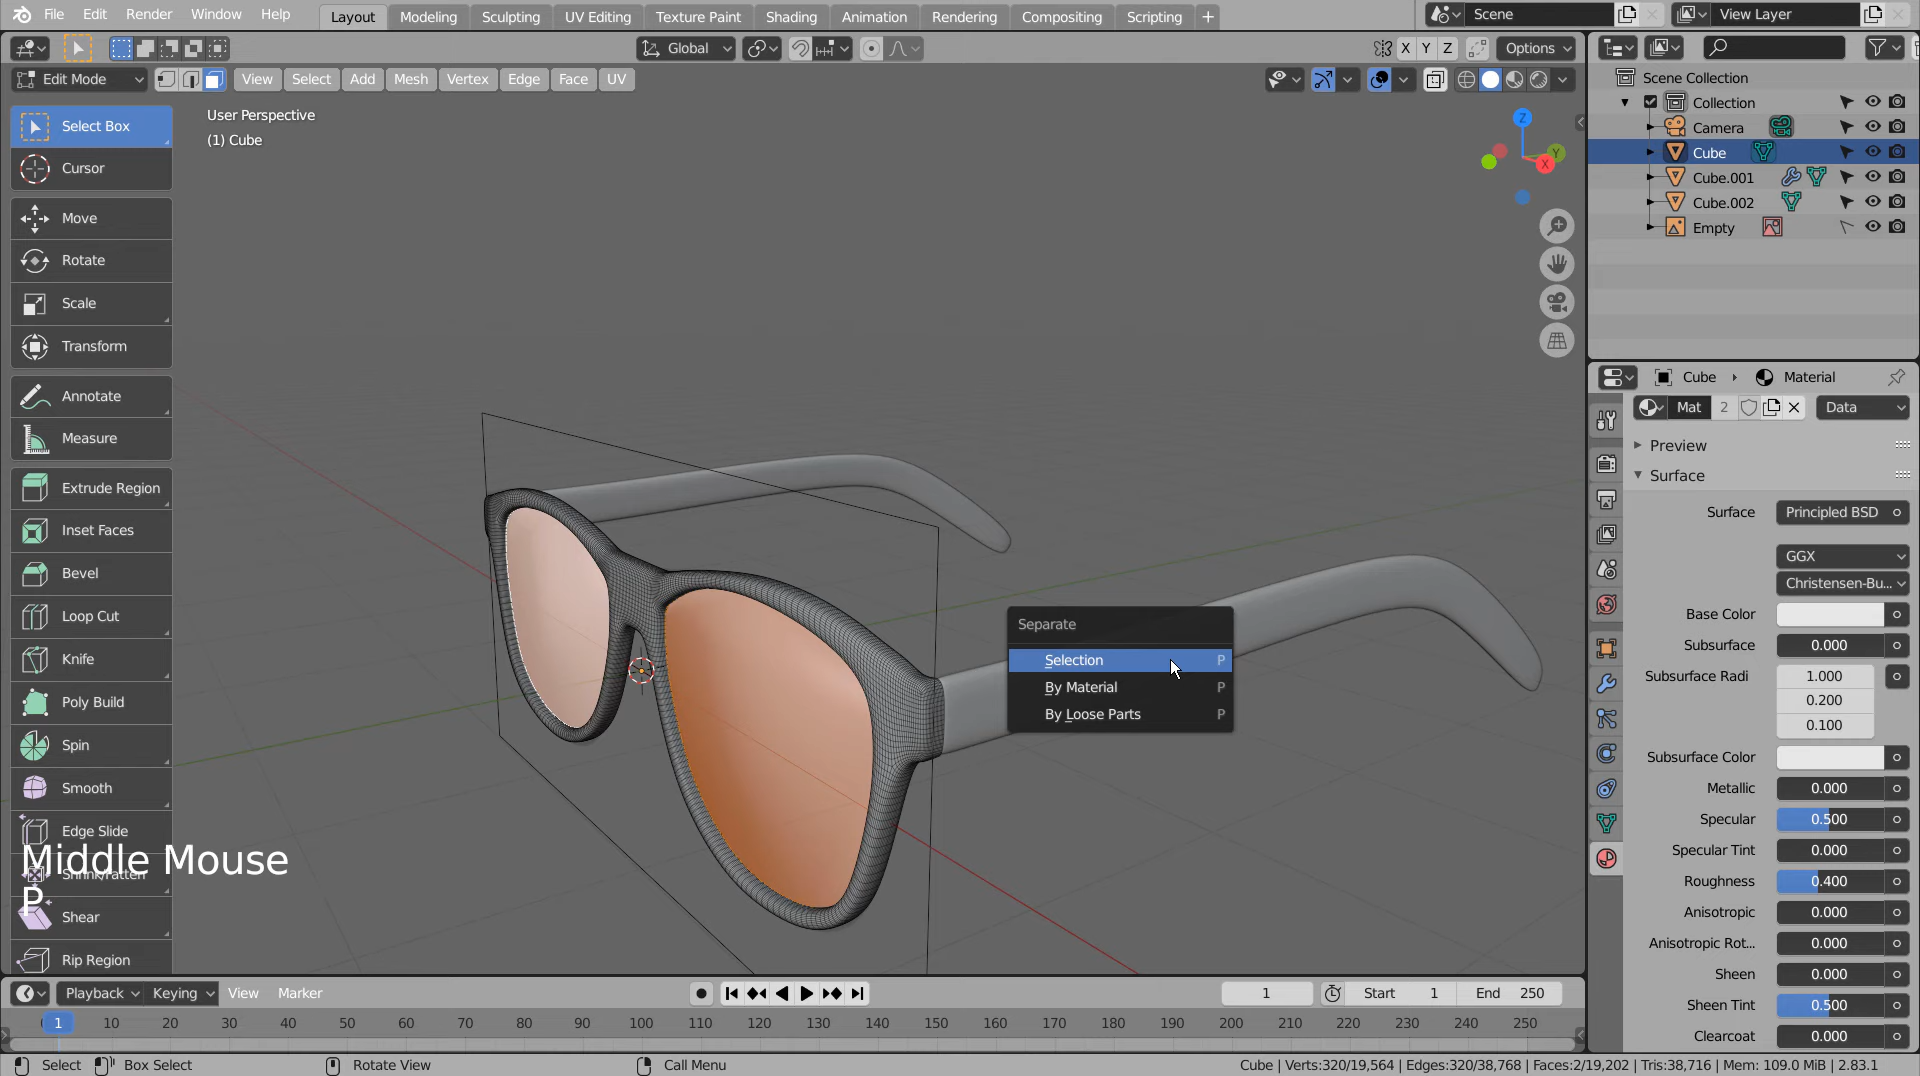 File Edit Render Window Help Layout Modeling Sculpting UV Editing Texture Paint Shading Animation Rendering Compositing Scripting + Scene View Layer
Global X Y Z Options
Edit Mode View Select Add Mesh Vertex Edge Face UV
Select Box
Cursor
Move
Rotate
Scale
Transform
Annotate
Measure
Extrude Region
Inset Faces
Bevel
Loop Cut
Knife
Poly Build
Spin
Smooth
Edge Slide
Shrink/Fatten
Shear
Rip Region
Middle Mouse
P
User Perspective
(1) Cube
Z
Y
X
Separate
Selection P
By Material P
By Loose Parts P
Scene Collection
Collection
Camera
Cube
Cube.001
Cube.002
Empty
Cube Material
Mat 2 Data
Preview
Surface
Surface Principled BSD
GGX
Christensen-Bu...
Base Color
Subsurface 0.000
Subsurface Radi 1.000
0.200
0.100
Subsurface Color
Metallic 0.000
Specular 0.500
Specular Tint 0.000
Roughness 0.400
Anisotropic 0.000
Anisotropic Rot... 0.000
Sheen 0.000
Sheen Tint 0.500
Clearcoat 0.000
Playback Keying View Marker 1 Start 1 End 250
1 10 20 30 40 50 60 70 80 90 100 110 120 130 140 150 160 170 180 190 200 210 220 230 240 250
Select Box Select Rotate View Call Menu Cube | Verts:320/19,564 | Edges:320/38,768 | Faces:2/19,202 | Tris:38,716 | Mem: 109.0 MiB | 2.83.1